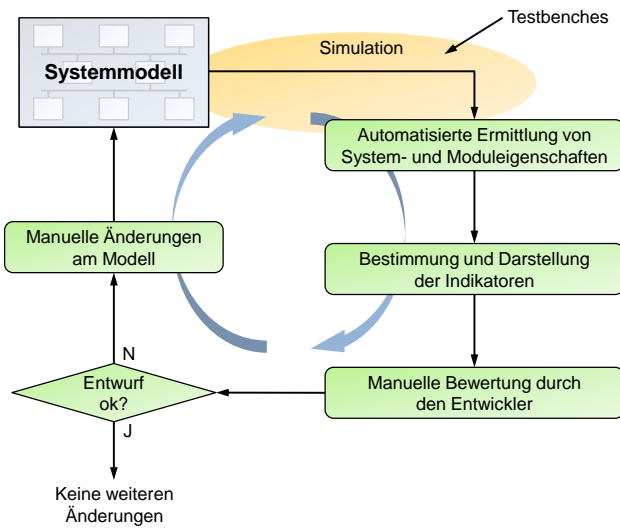 Testbenches
Simulation
Systemmodell
Automatisierte Ermittlung von
System- und Moduleigenschaften
Manuelle Änderungen
am Modell
Bestimmung und Darstellung
der Indikatoren
N
Entwurf
ok?
Manuelle Bewertung durch
den Entwickler
J
Keine weiteren
Änderungen